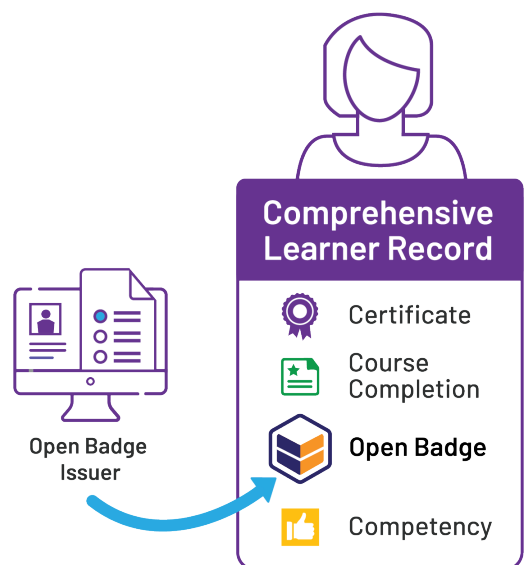 Comprehensive
Learner Record
Certificate
Course
Completion
Open Badge
Competency
Open Badge
Issuer